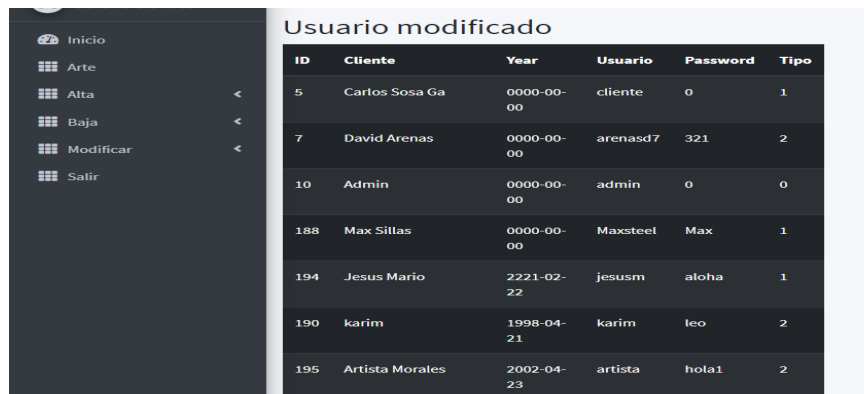 Inicio
Arte
Alta
Baja
Modificar
Salir
Usuario modificado
ID Cliente Year Usuario Password Tipo
5 Carlos Sosa Ga 0000-00- cliente 0 1
00
7 David Arenas 0000-00- arenasd7 321 2
00
10 Admin 0000-00- admin 0 0
00
188 Max Sillas 0000-00- Maxsteel Max 1
00
194 Jesus Mario 2221-02- jesusm aloha 1
22
190 karim 1998-04- karim leo 2
21
195 Artista Morales 2002-04- artista hola1 2
23